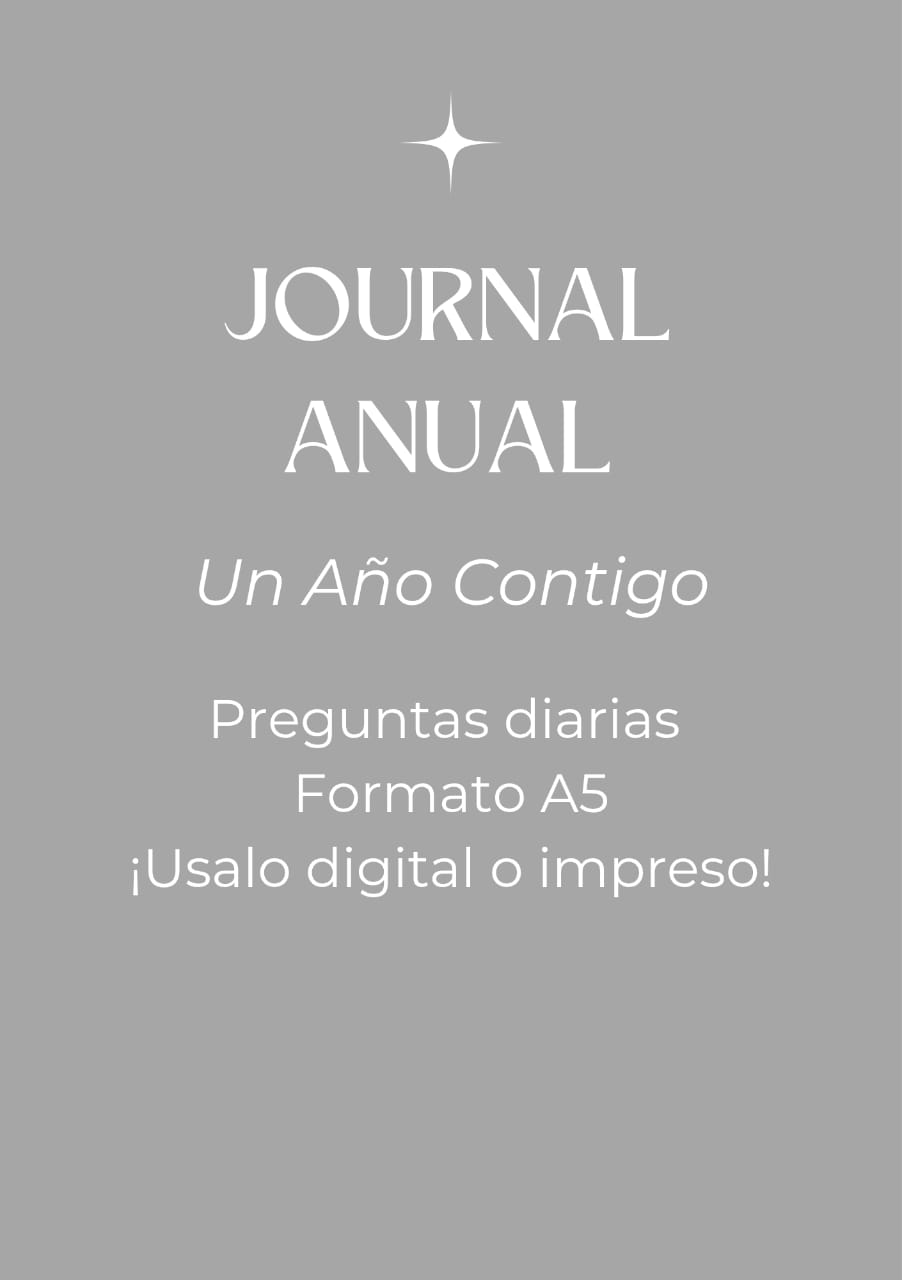 JOURNAL
ANUAL
Un Año Contigo
Preguntas diarias
Formato A5
¡Usalo digital o impreso!